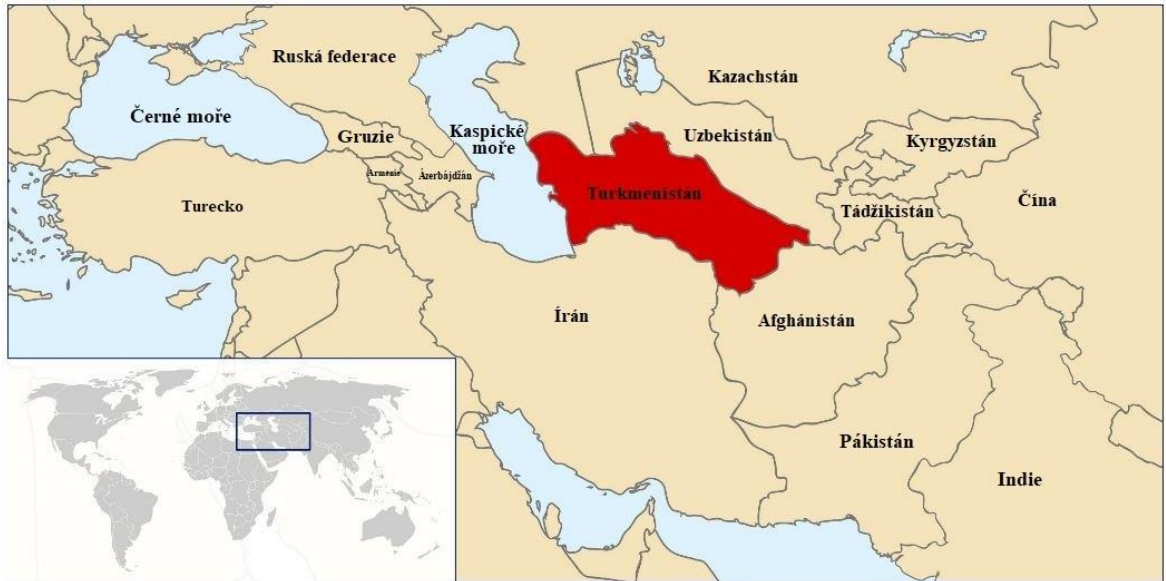 Ruská federace
Kazachstán
Černé moře
Gruzie
Kaspické
moře
Uzbekistán
Kyrgyzstán
Arménie
Ázerbájdžán
Turkmenistán
Turecko
Tádžikistán
Čína
Írán
Afghánistán
Pákistán
Indie